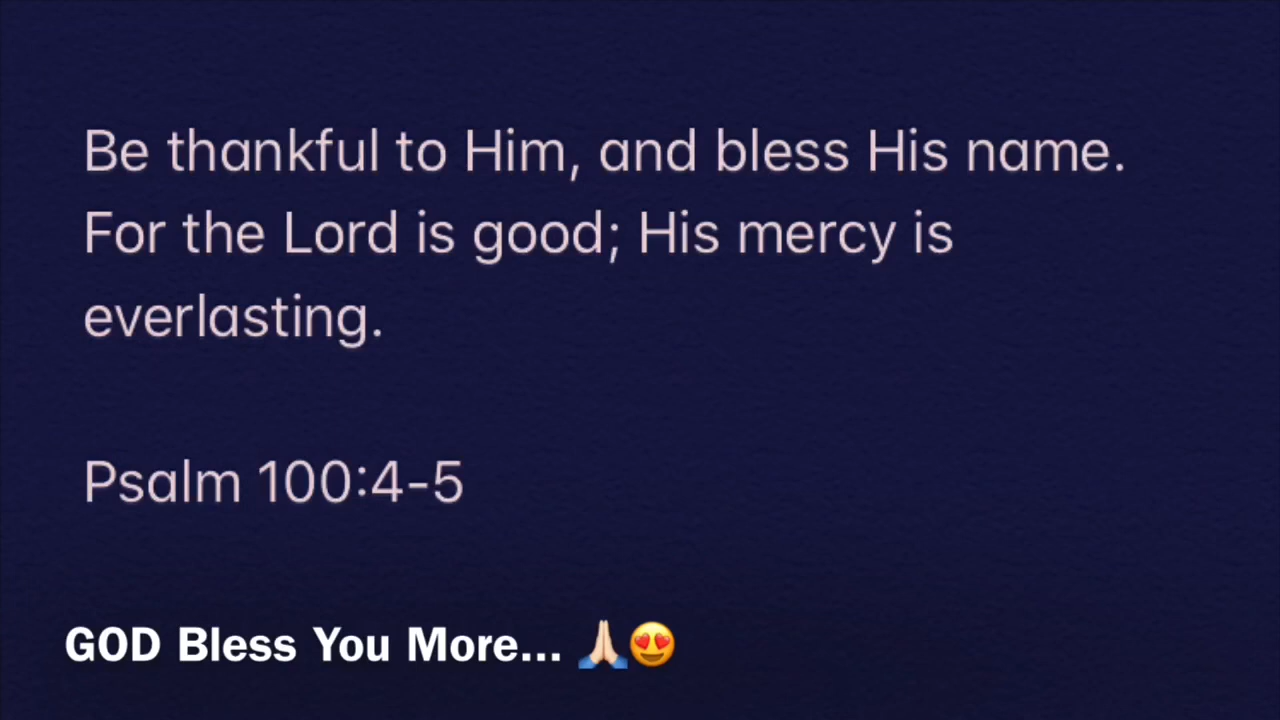 Be thankful to Him, and bless His name.
For the Lord is good; His mercy is
everlasting.
Psalm 100:4-5
GOD Bless You More... 🙏🏻😍